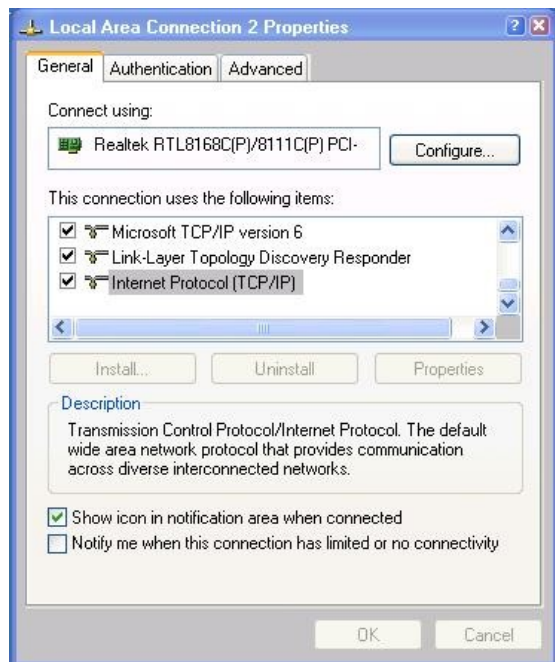 Local Area Connection 2 Properties
General Authentication Advanced
Connect using:
Realtek RTL8168C(P)/8111C(P) PCI-
Configure...
This connection uses the following items:
Microsoft TCP/IP version 6
Link-Layer Topology Discovery Responder
Internet Protocol (TCP/IP)
Install... Uninstall Properties
Description
Transmission Control Protocol/Internet Protocol. The default
wide area network protocol that provides communication
across diverse interconnected networks.
Show icon in notification area when connected
Notify me when this connection has limited or no connectivity
OK Cancel